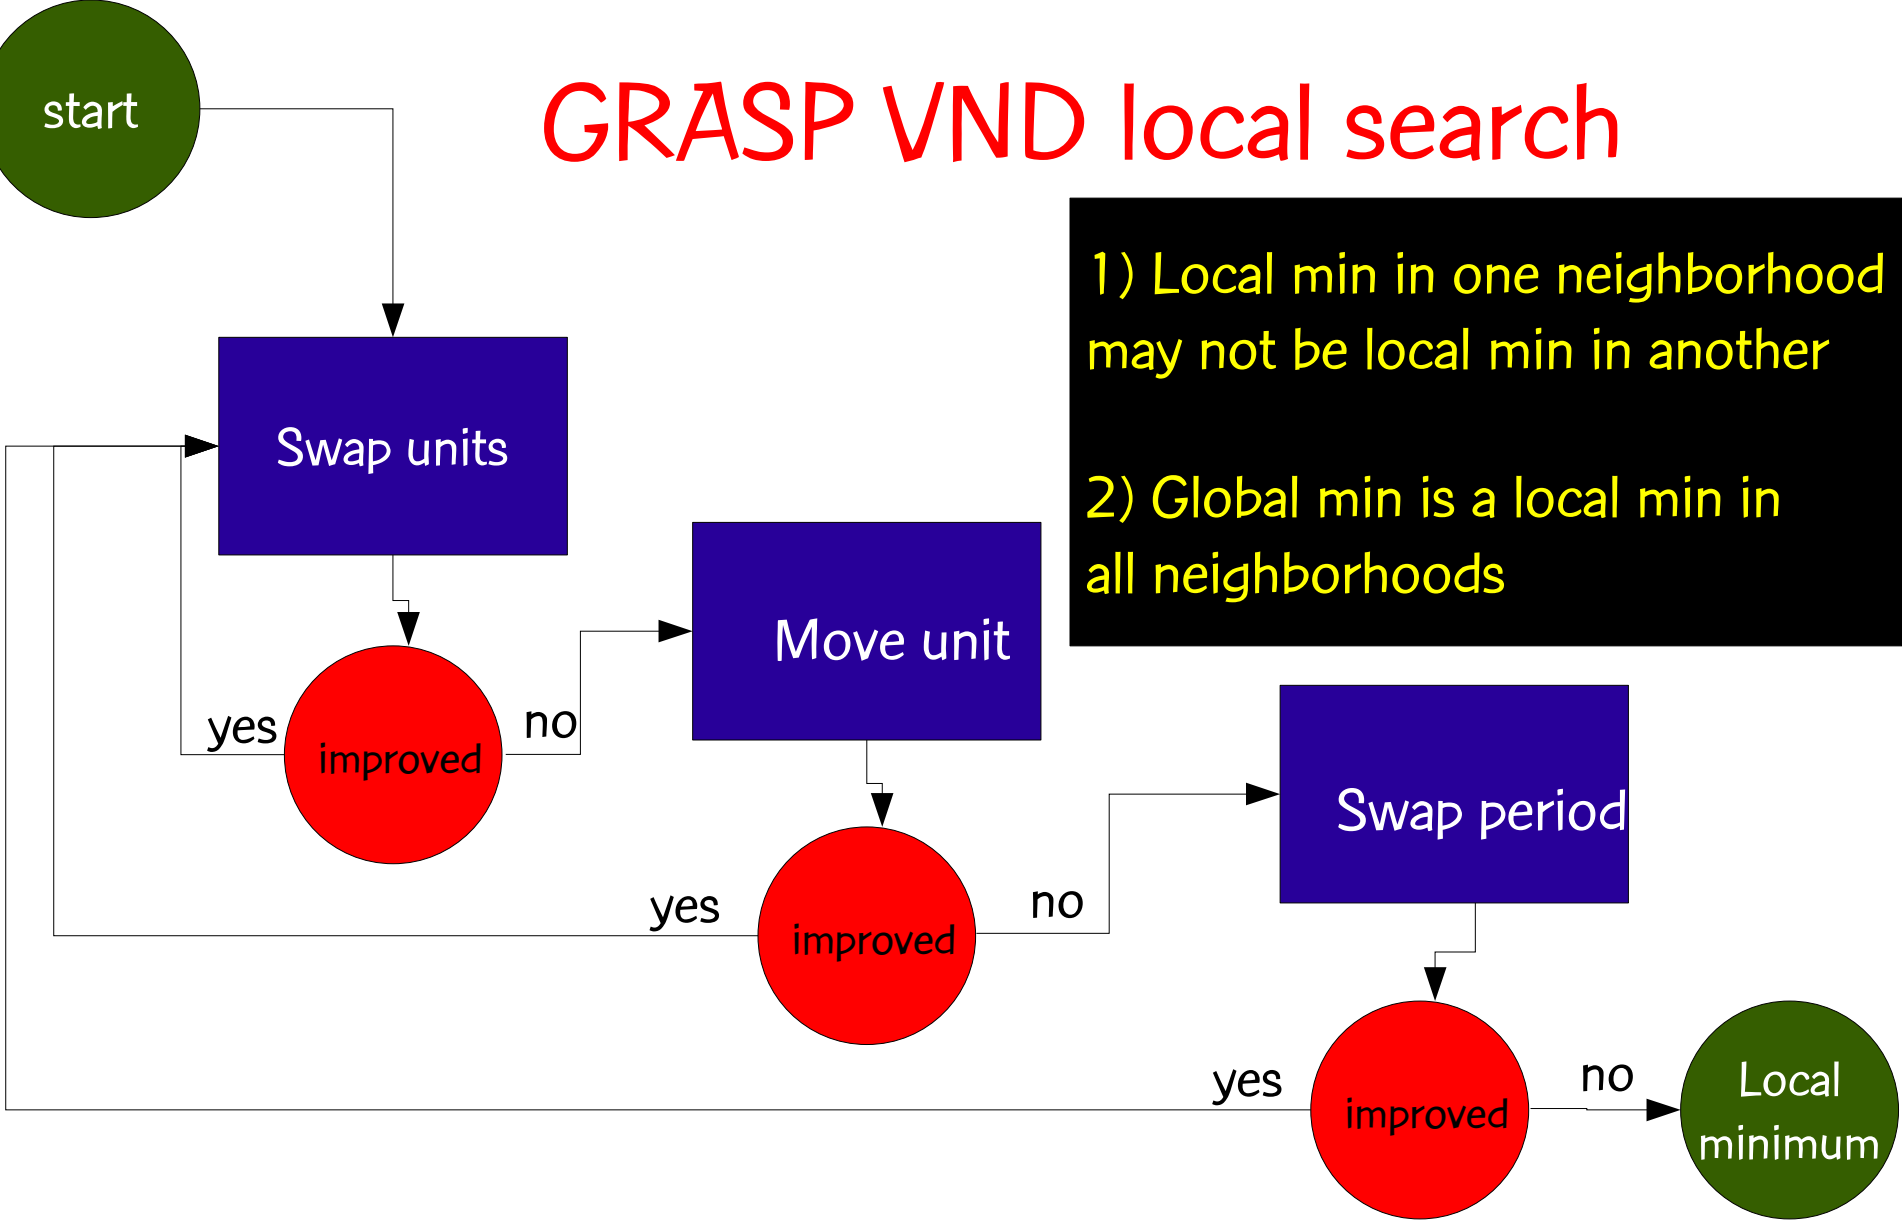 start
GRASP VND local search
1) Local min in one neighborhood
may not be local min in another
2) Global min is a local min in
all neighborhoods
Swap units
Move unit
yes
improved
no
Swap period
yes
improved
no
yes
improved
no
Local
minimum